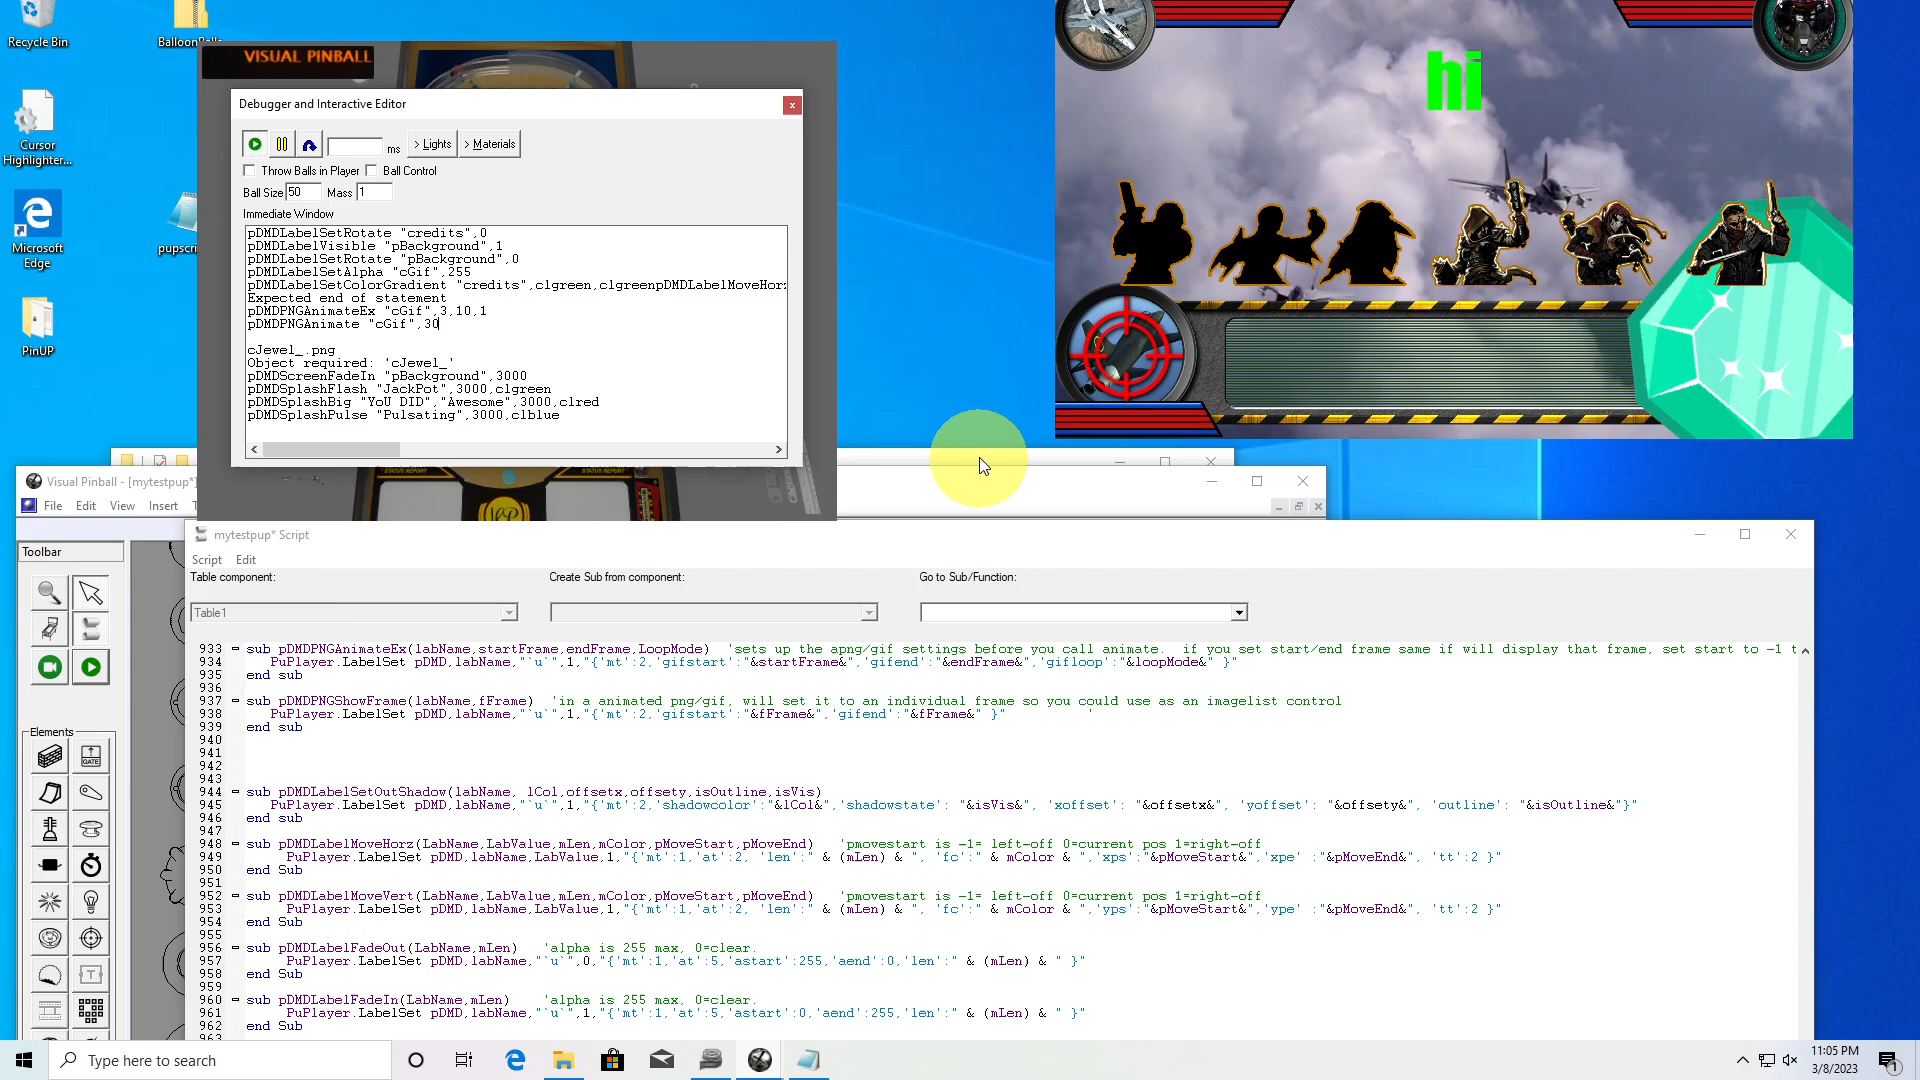 Recycle Bin
Cursor
Highlighter...
Microsoft
Edge
PinUP
VISUAL PINBALL
Debugger and Interactive Editor
x
ms
> Lights
> Materials
Throw Balls in Player
Ball Control
Ball Size 50
Mass 1
Immediate Window
pDMDLabelSetRotate "credits",0
pDMDLabelVisible "pBackground",1
pDMDLabelSetRotate "pBackground",0
pDMDLabelSetAlpha "cGif",255
pDMDLabelSetColorGradient "credits",clgreen,clgreenpDMDLabelMoveHorz
Expected end of statement
pDMDPNGAnimateEx "cGif",3,10,1
pDMDPNGAnimate "cGif",30
cJewel_.png
Object required: 'cJewel_'
pDMDScreenFadeIn "pBackground",3000
pDMDSplashFlash "JackPot",3000,clgreen
pDMDSplashBig "YoU DID","Awesome",3000,clred
pDMDSplashPulse "Pulsating",3000,clblue
hi
STATUS REPORT
STATUS REPORT
Visual Pinball - [mytestpup*]
File Edit View Insert
Toolbar
Elements
GATE
T
mytestpup* Script
Script Edit
Table component:
Create Sub from component:
Go to Sub/Function:
Table1
933 sub pDMDPNGAnimateEx(labName,startFrame,endFrame,LoopMode)  'sets up the apng/gif settings before you call animate.  if you set start/end frame same if will display that frame, set start to -1 t
934 PuPlayer.LabelSet pDMD,labName,"`u`",1,"{'mt':2,'gifstart':"&startFrame&",'gifend':"&endFrame&",'gifloop':"&loopMode&" }"
935 end sub
936
937 sub pDMDPNGShowFrame(labName,fFrame)  'in a animated png/gif, will set it to an individual frame so you could use as an imagelist control
938 PuPlayer.LabelSet pDMD,labName,"`u`",1,"{'mt':2,'gifstart':"&fFrame&",'gifend':"&fFrame&" }"          '
939 end sub
940
941
942
943
944 sub pDMDLabelSetOutShadow(labName, lCol,offsetx,offsety,isOutline,isVis)
945 PuPlayer.LabelSet pDMD,labName,"`u`",1,"{'mt':2,'shadowcolor':"&lCol&",'shadowstate': "&isVis&", 'xoffset': "&offsetx&", 'yoffset': "&offsety&", 'outline': "&isOutline&"}"
946 end sub
947
948 sub pDMDLabelMoveHorz(LabName,LabValue,mLen,mColor,pMoveStart,pMoveEnd)   'pmovestart is -1= left-off 0=current pos 1=right-off
949 PuPlayer.LabelSet pDMD,labName,LabValue,1,"{'mt':1,'at':2, 'len':" & (mLen) & ", 'fc':" & mColor & ",'xps':"&pMoveStart&",'xpe' :"&pMoveEnd&", 'tt':2 }"
950 end Sub
951
952 sub pDMDLabelMoveVert(LabName,LabValue,mLen,mColor,pMoveStart,pMoveEnd)   'pmovestart is -1= left-off 0=current pos 1=right-off
953 PuPlayer.LabelSet pDMD,labName,LabValue,1,"{'mt':1,'at':2, 'len':" & (mLen) & ", 'fc':" & mColor & ",'yps':"&pMoveStart&",'ype' :"&pMoveEnd&", 'tt':2 }"
954 end Sub
955
956 sub pDMDLabelFadeOut(LabName,mLen)   'alpha is 255 max, 0=clear.
957 PuPlayer.LabelSet pDMD,labName,"`u`",0,"{'mt':1,'at':5,'astart':255,'aend':0,'len':" & (mLen) & " }"
958 end Sub
959
960 sub pDMDLabelFadeIn(LabName,mLen)    'alpha is 255 max, 0=clear.
961 PuPlayer.LabelSet pDMD,labName,"`u`",1,"{'mt':1,'at':5,'astart':0,'aend':255,'len':" & (mLen) & " }"
962 end Sub
963
Type here to search
11:05 PM
3/8/2023
1